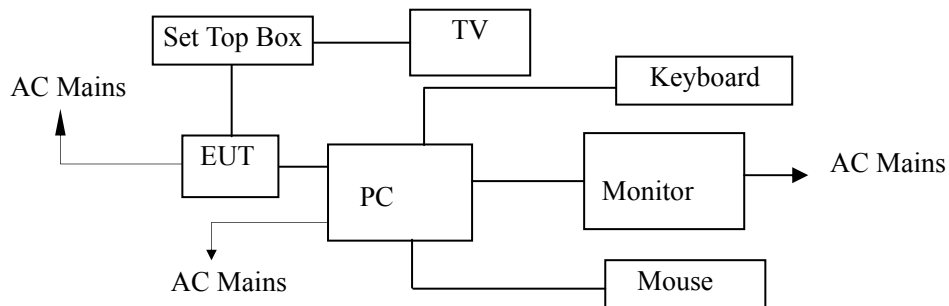 Set Top Box
TV
Keyboard
AC Mains
EUT
PC
Monitor
AC Mains
AC Mains
Mouse